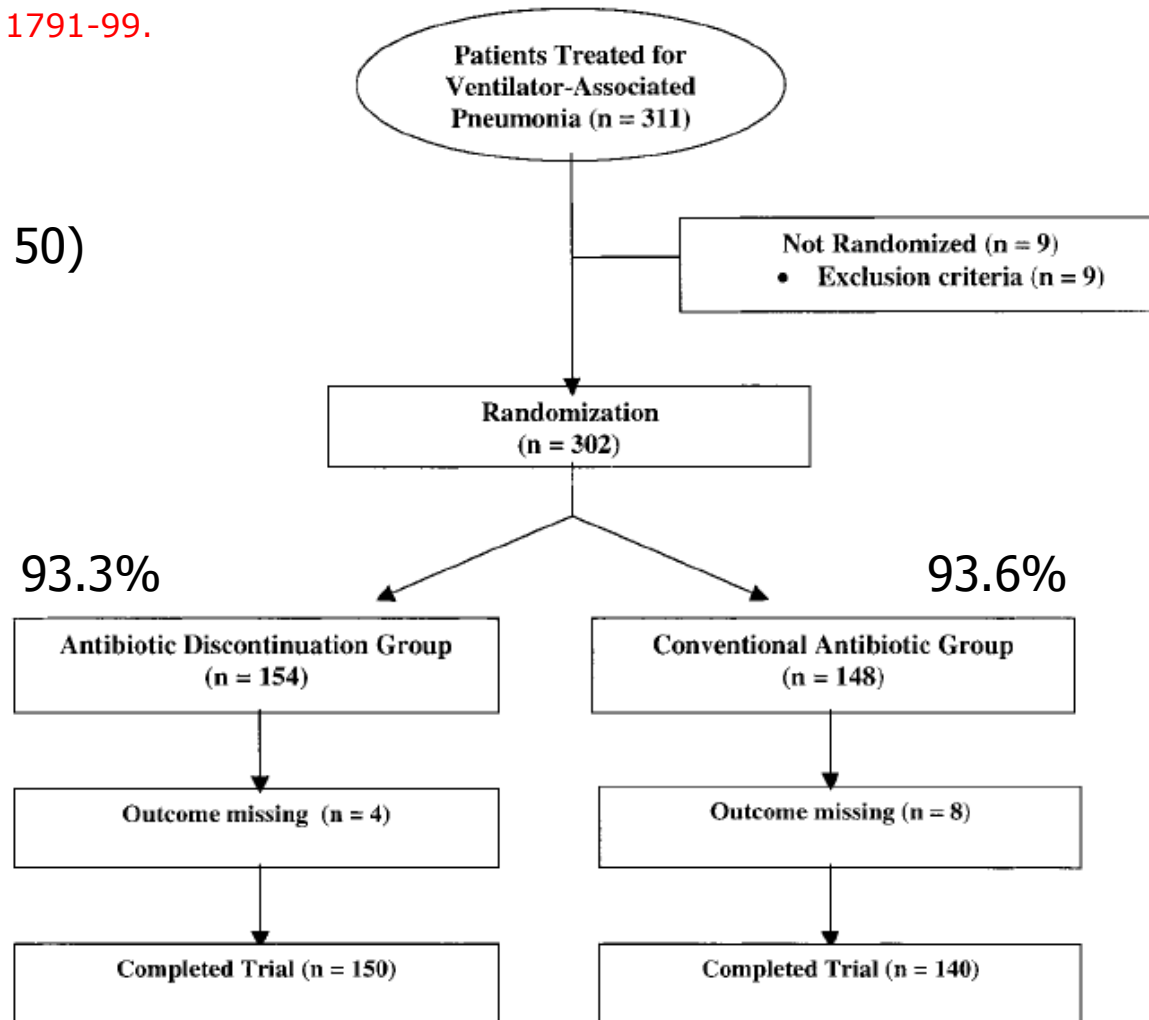 1791-99.
Patients Treated for
Ventilator-Associated
Pneumonia (n = 311)
50)
Not Randomized (n = 9)
• Exclusion criteria (n = 9)
Randomization
(n = 302)
93.3%
93.6%
Antibiotic Discontinuation Group
(n = 154)
Conventional Antibiotic Group
(n = 148)
Outcome missing (n = 4)
Outcome missing (n = 8)
Completed Trial (n = 150)
Completed Trial (n = 140)